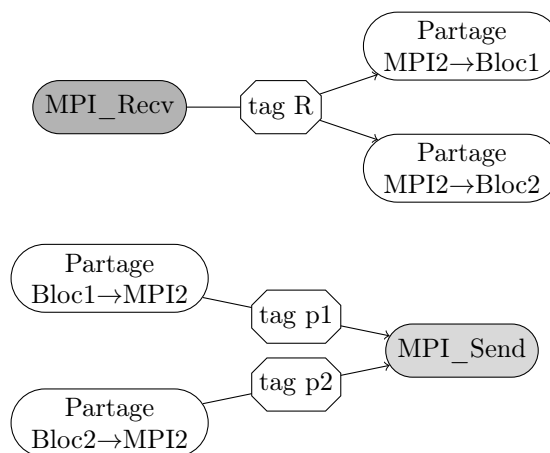 Partage
MPI2→Bloc1
MPI_Recv
tag R
Partage
MPI2→Bloc2
Partage
Bloc1→MPI2
tag p1
MPI_Send
tag p2
Partage
Bloc2→MPI2